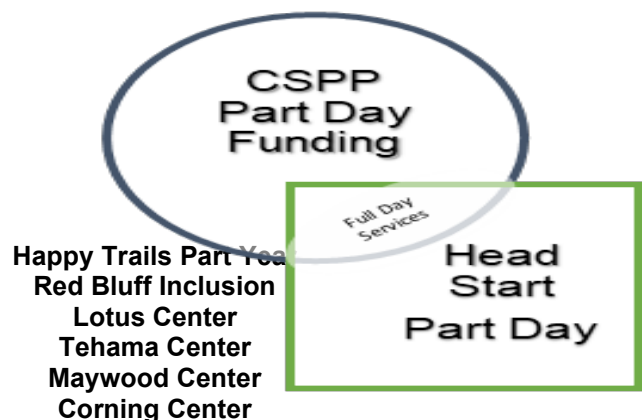 CSPP
Part Day
Funding
Full Day
Services
Happy Trails Part Year
Red Bluff Inclusion
Lotus Center
Tehama Center
Maywood Center
Corning Center
Head
Start
Part Day